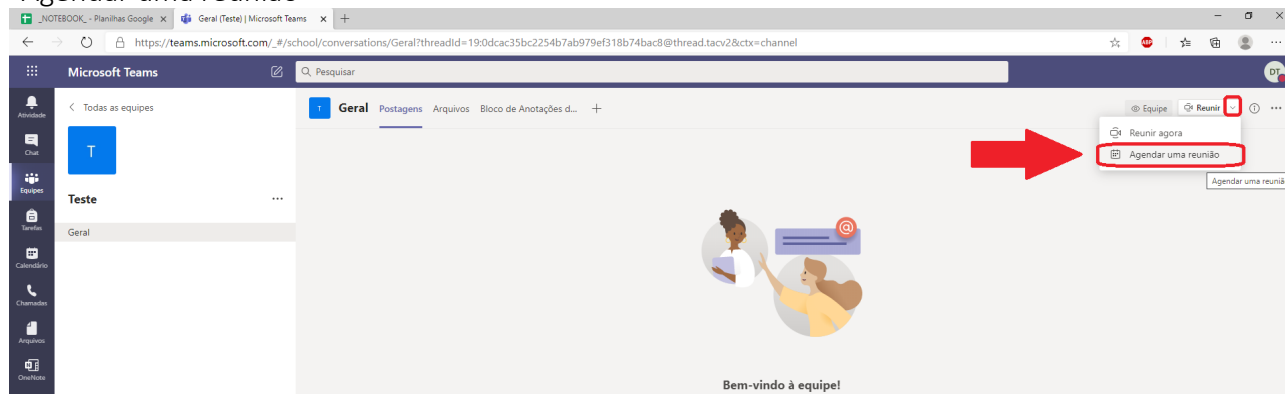 Agendar uma reunião
_NOTEBOOK_ - Planilhas Google
Geral (Teste) | Microsoft Teams
https://teams.microsoft.com/_#/school/conversations/Geral?threadId=19:0dcac35bc2254b7ab979ef318b74bac8@thread.tacv2&ctx=channel
ABP
Microsoft Teams
Pesquisar
DT
Atividade
Chat
Equipes
Tarefas
Calendário
Chamadas
Arquivos
OneNote
Todas as equipes
T
Teste
Geral
T
Geral Postagens Arquivos Bloco de Anotações d...
Equipe
Reunir
Reunir agora
Agendar uma reunião
Agendar uma reuniã
@
Bem-vindo à equipe!